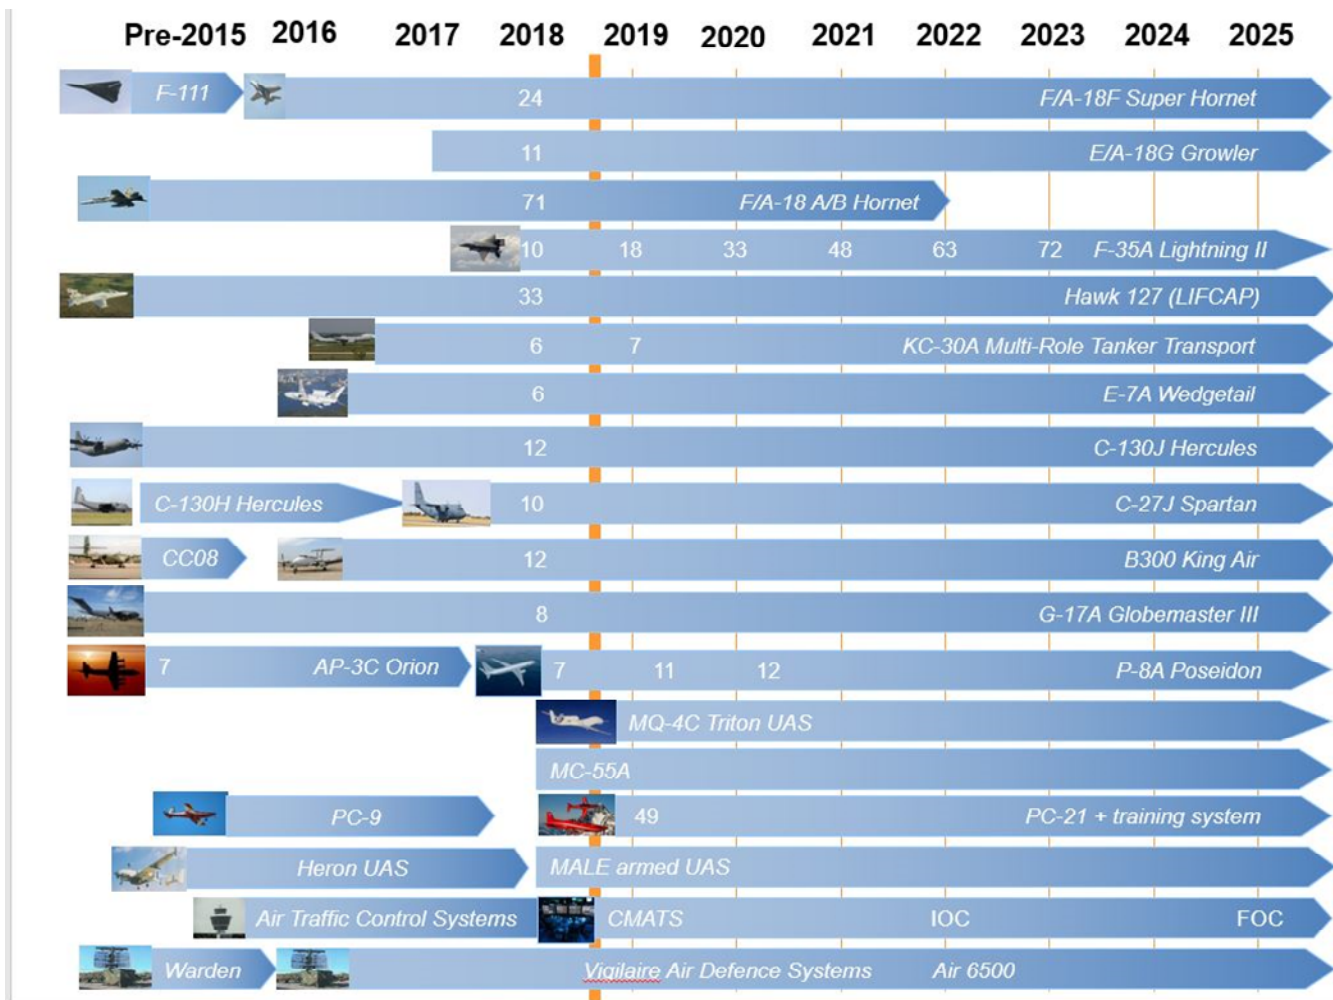 Pre-2015 2016 2017 2018 2019 2020 2021 2022 2023 2024 2025
F-111 24 F/A-18F Super Hornet
11 E/A-18G Growler
71 F/A-18 A/B Hornet
10 18 33 48 63 72 F-35A Lightning II
33 Hawk 127 (LIFCAP)
6 7 KC-30A Multi-Role Tanker Transport
6 E-7A Wedgetail
12 C-130J Hercules
C-130H Hercules 10 C-27J Spartan
CC08 12 B300 King Air
8 G-17A Globemaster III
7 AP-3C Orion 7 11 12 P-8A Poseidon
MQ-4C Triton UAS
MC-55A
PC-9 49 PC-21 + training system
Heron UAS MALE armed UAS
Air Traffic Control Systems CMATS IOC FOC
Warden Vigilaire Air Defence Systems Air 6500